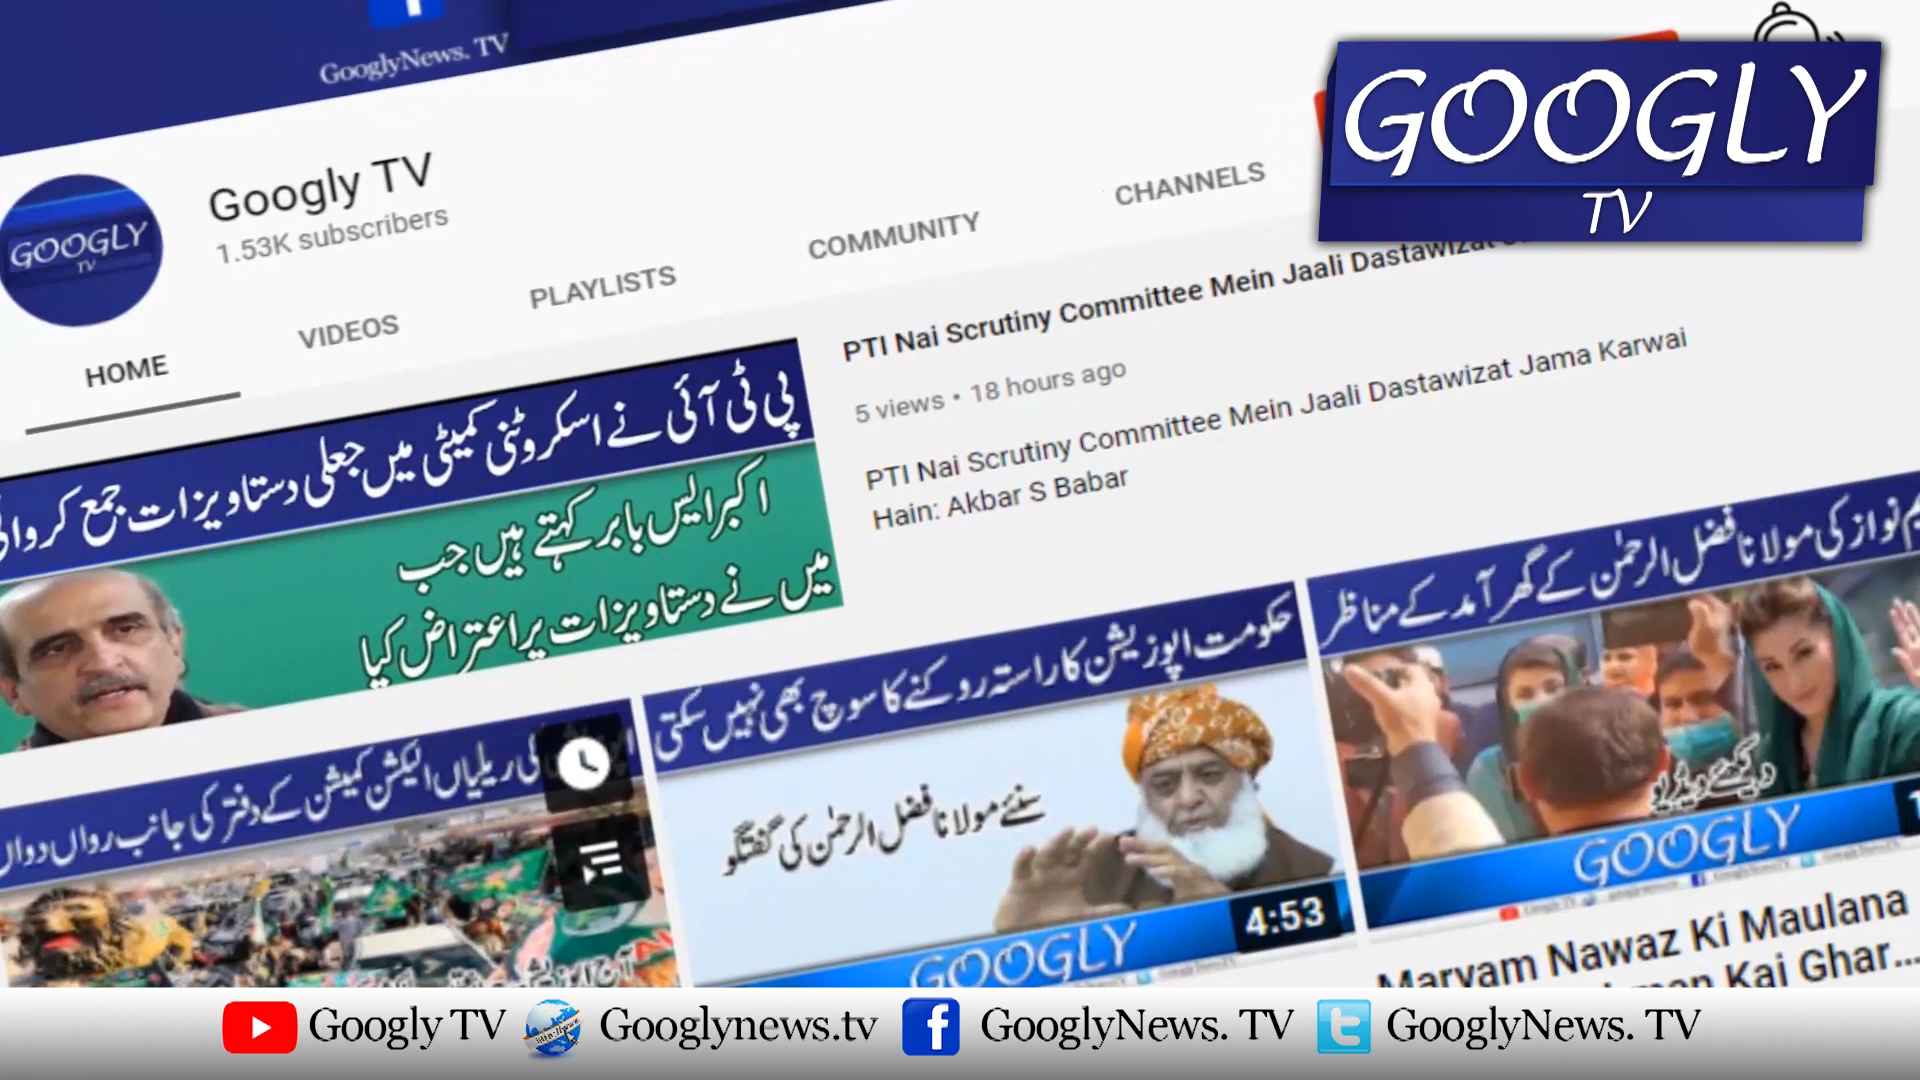 GooglyNews. TV
GOOGLY
TV
Googly TV
1.53K subscribers
GOOGLY
TV
HOME
VIDEOS
PLAYLISTS
COMMUNITY
CHANNELS
پی ٹی آئی نے اسکروٹنی کمیٹی میں جعلی دستاویزات جمع کروائی
اکبر ایس بابر کہتے ہیں جب
میں نے دستاویزات پر اعتراض کیا
PTI Nai Scrutiny Committee Mein Jaali Dastawizat
5 views • 18 hours ago
PTI Nai Scrutiny Committee Mein Jaali Dastawizat Jama Karwai
Hain: Akbar S Babar
کی ریلیاں الیکشن کمیشن کے دفتر کی جانب رواں دواں
حکومت اپوزیشن کا راستہ روکنے کا سوچ بھی نہیں سکتی
سنئے مولانا فضل الرحمٰن کی گفتگو
GOOGLY
4:53
نواز کی مولانا فضل الرحمٰن کے گھر آمد کے مناظر
دیکھئے ویڈیو
GOOGLY
Maryam Nawaz Ki Maulana
Kai Ghar...
Googly TV
Googlynews.tv
GooglyNews. TV
GooglyNews. TV